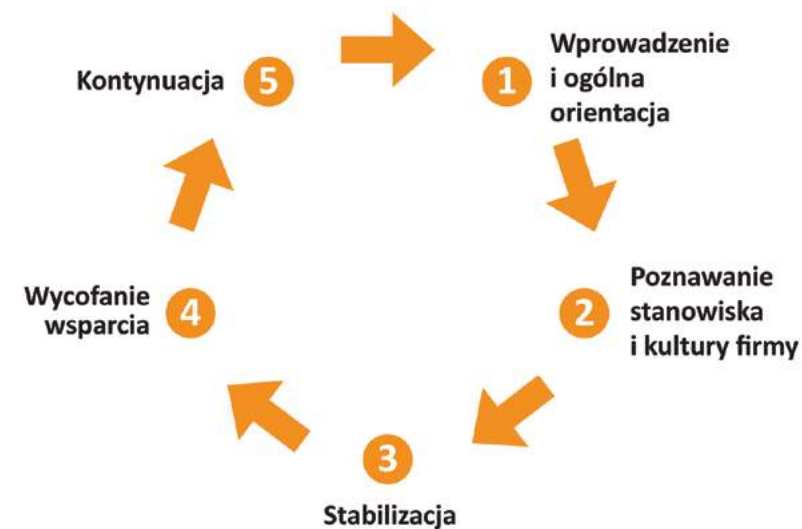 1
Wprowadzenie
i ogólna
orientacja
2
Poznawanie
stanowiska
i kultury firmy
3
Stabilizacja
4
Wycofanie
wsparcia
5
Kontynuacja